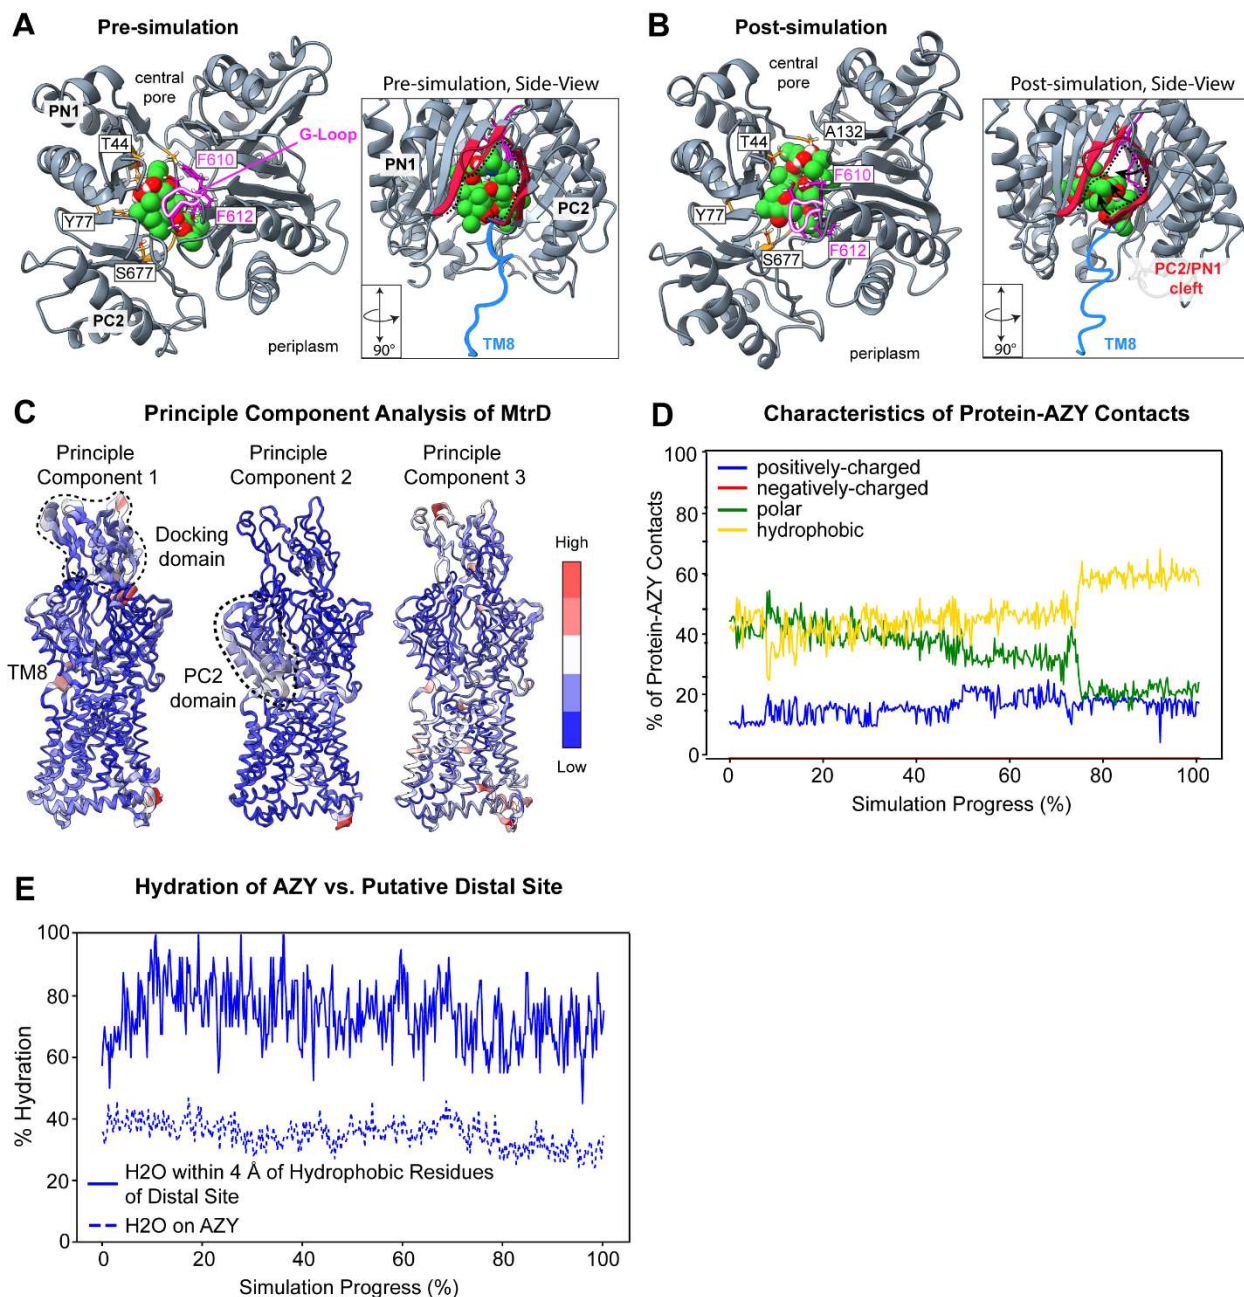 A
Pre-simulation
central
pore
PN1
T44
G-Loop
F610
Y77
F612
S677
PC2
periplasm
Pre-simulation, Side-View
PN1
PC2
90°
TM8
B
Post-simulation
central
pore
A132
T44
F610
Y77
S677
F612
periplasm
Post-simulation, Side-View
PC2/PN1
cleft
90°
TM8
C
Principle Component Analysis of MtrD
Principle
Component 1
Principle
Component 2
Principle
Component 3
Docking
domain
TM8
PC2
domain
High
Low
D
Characteristics of Protein-AZY Contacts
% of Protein-AZY Contacts
100
80
60
40
20
0
positively-charged
negatively-charged
polar
hydrophobic
0 20 40 60 80 100
Simulation Progress (%)
E
Hydration of AZY vs. Putative Distal Site
% Hydration
100
80
60
40
20
0
H2O within 4 Å of Hydrophobic Residues
of Distal Site
H2O on AZY
0 20 40 60 80 100
Simulation Progress (%)